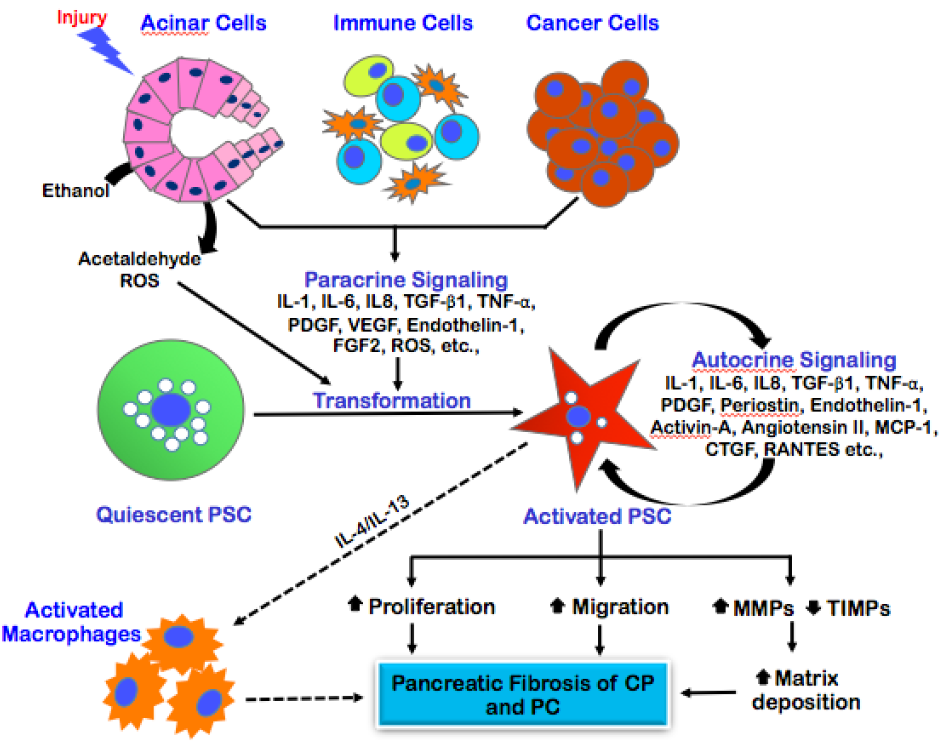 Injury
Acinar Cells
Immune Cells
Cancer Cells
Ethanol
Acetaldehyde
ROS
Paracrine Signaling
IL-1, IL-6, IL8, TGF-β1, TNF-α,
PDGF, VEGF, Endothelin-1,
FGF2, ROS, etc.,
Transformation
Autocrine Signaling
IL-1, IL-6, IL8, TGF-β1, TNF-α,
PDGF, Periostin, Endothelin-1,
Activin-A, Angiotensin II, MCP-1,
CTGF, RANTES etc.,
Quiescent PSC
Activated PSC
IL-4/IL-13
Activated
Macrophages
Proliferation
Migration
MMPs
TIMPs
Matrix
deposition
Pancreatic Fibrosis of CP
and PC